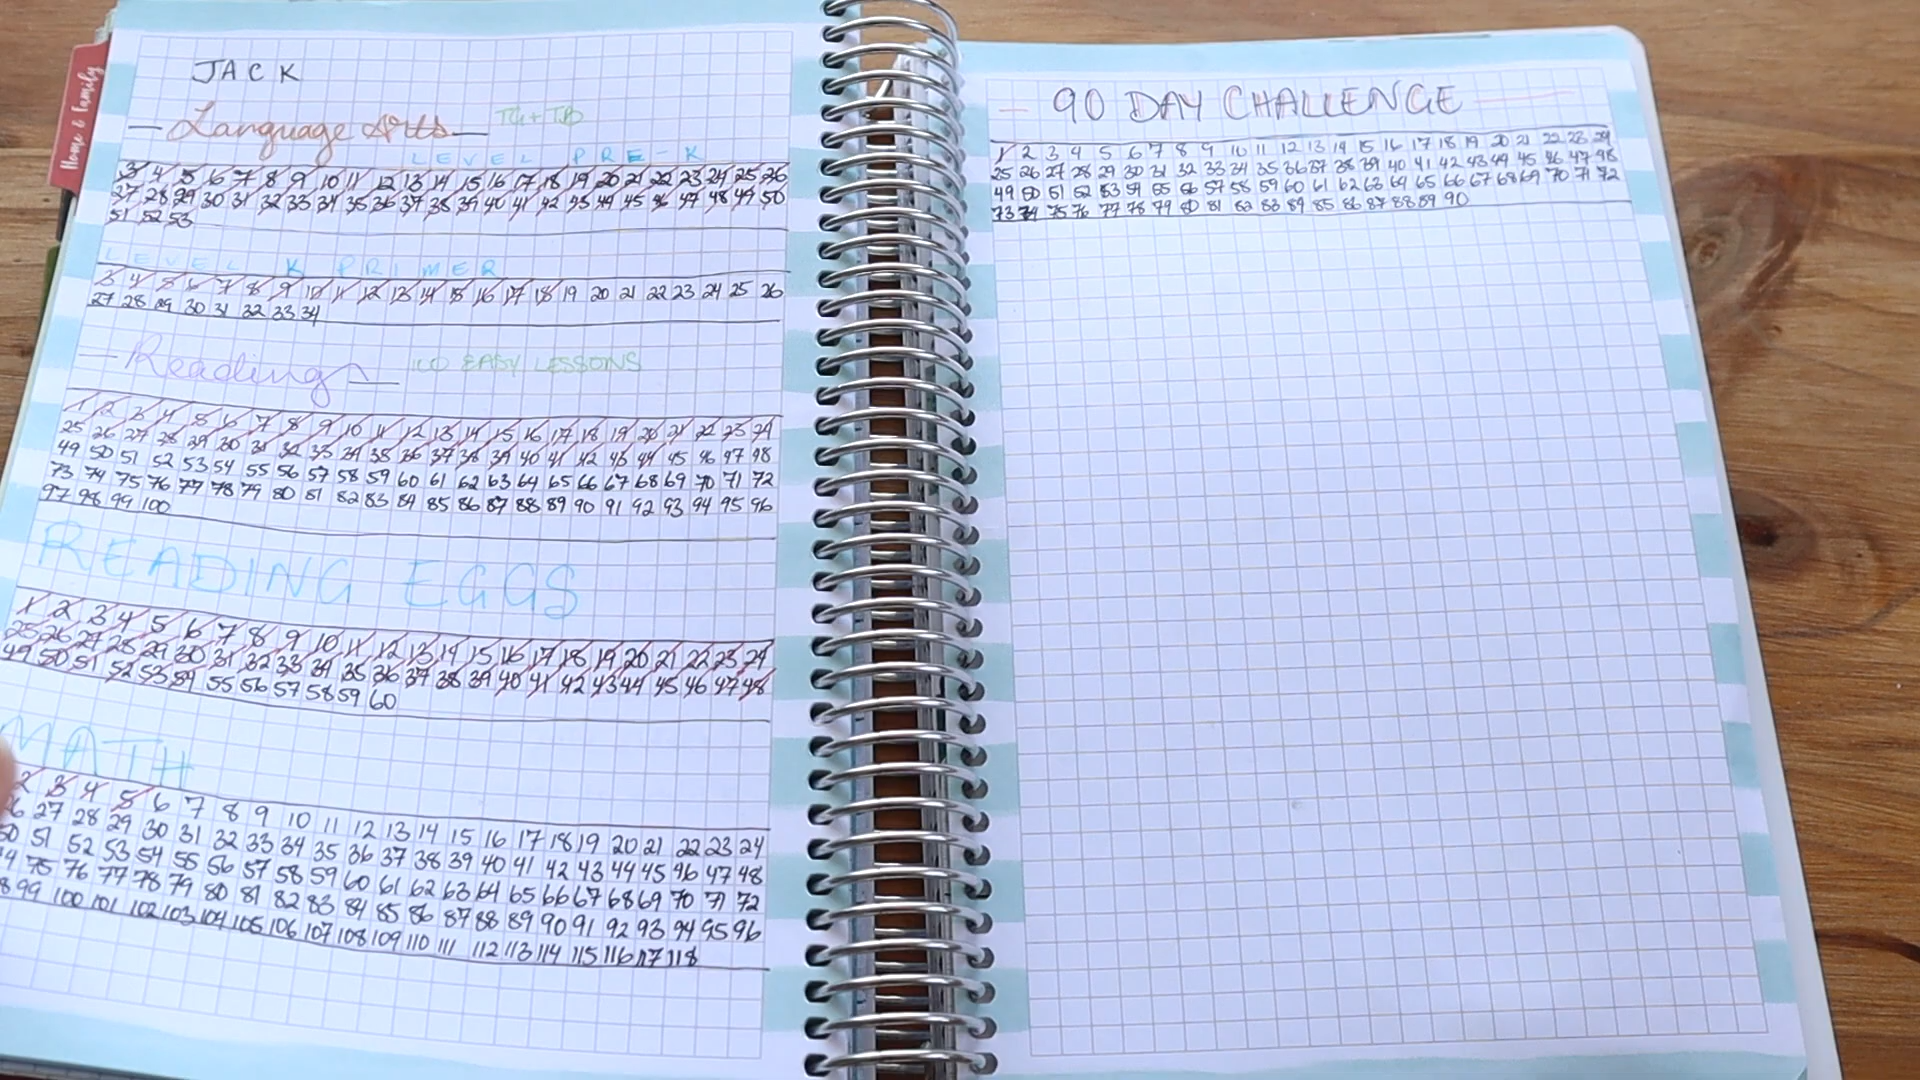 Home & Family
JACK
Language Arts TG + TB
LEVEL PRE-K
3 4 5 6 7 8 9 10 11 12 13 14 15 16 17 18 19 20 21 22 23 24 25 26
27 28 29 30 31 32 33 34 35 36 37 38 39 40 41 42 43 44 45 46 47 48 49 50
51 52 53
LEVEL K PRIMER
3 4 5 6 7 8 9 10 11 12 13 14 15 16 17 18 19 20 21 22 23 24 25 26
27 28 29 30 31 32 33 34
Reading 100 EASY LESSONS
1 2 3 4 5 6 7 8 9 10 11 12 13 14 15 16 17 18 19 20 21 22 23 24
25 26 27 28 29 30 31 32 33 34 35 36 37 38 39 40 41 42 43 44 45 46 47 48
49 50 51 52 53 54 55 56 57 58 59 60 61 62 63 64 65 66 67 68 69 70 71 72
73 74 75 76 77 78 79 80 81 82 83 84 85 86 87 88 89 90 91 92 93 94 95 96
97 98 99 100
READING EGGS
1 2 3 4 5 6 7 8 9 10 11 12 13 14 15 16 17 18 19 20 21 22 23 24
25 26 27 28 29 30 31 32 33 34 35 36 37 38 39 40 41 42 43 44 45 46 47 48
49 50 51 52 53 54 55 56 57 58 59 60
MATH
2 3 4 5 6 7 8 9 10 11 12 13 14 15 16 17 18 19 20 21 22 23 24
27 28 29 30 31 32 33 34 35 36 37 38 39 40 41 42 43 44 45 46 47 48
51 52 53 54 55 56 57 58 59 60 61 62 63 64 65 66 67 68 69 70 71 72
75 76 77 78 79 80 81 82 83 84 85 86 87 88 89 90 91 92 93 94 95 96
99 100 101 102 103 104 105 106 107 108 109 110 111 112 113 114 115 116 117 118
90 DAY CHALLENGE
1 2 3 4 5 6 7 8 9 10 11 12 13 14 15 16 17 18 19 20 21 22 23 24
25 26 27 28 29 30 31 32 33 34 35 36 37 38 39 40 41 42 43 44 45 46 47 48
49 50 51 52 53 54 55 56 57 58 59 60 61 62 63 64 65 66 67 68 69 70 71 72
73 74 75 76 77 78 79 80 81 82 83 84 85 86 87 88 89 90